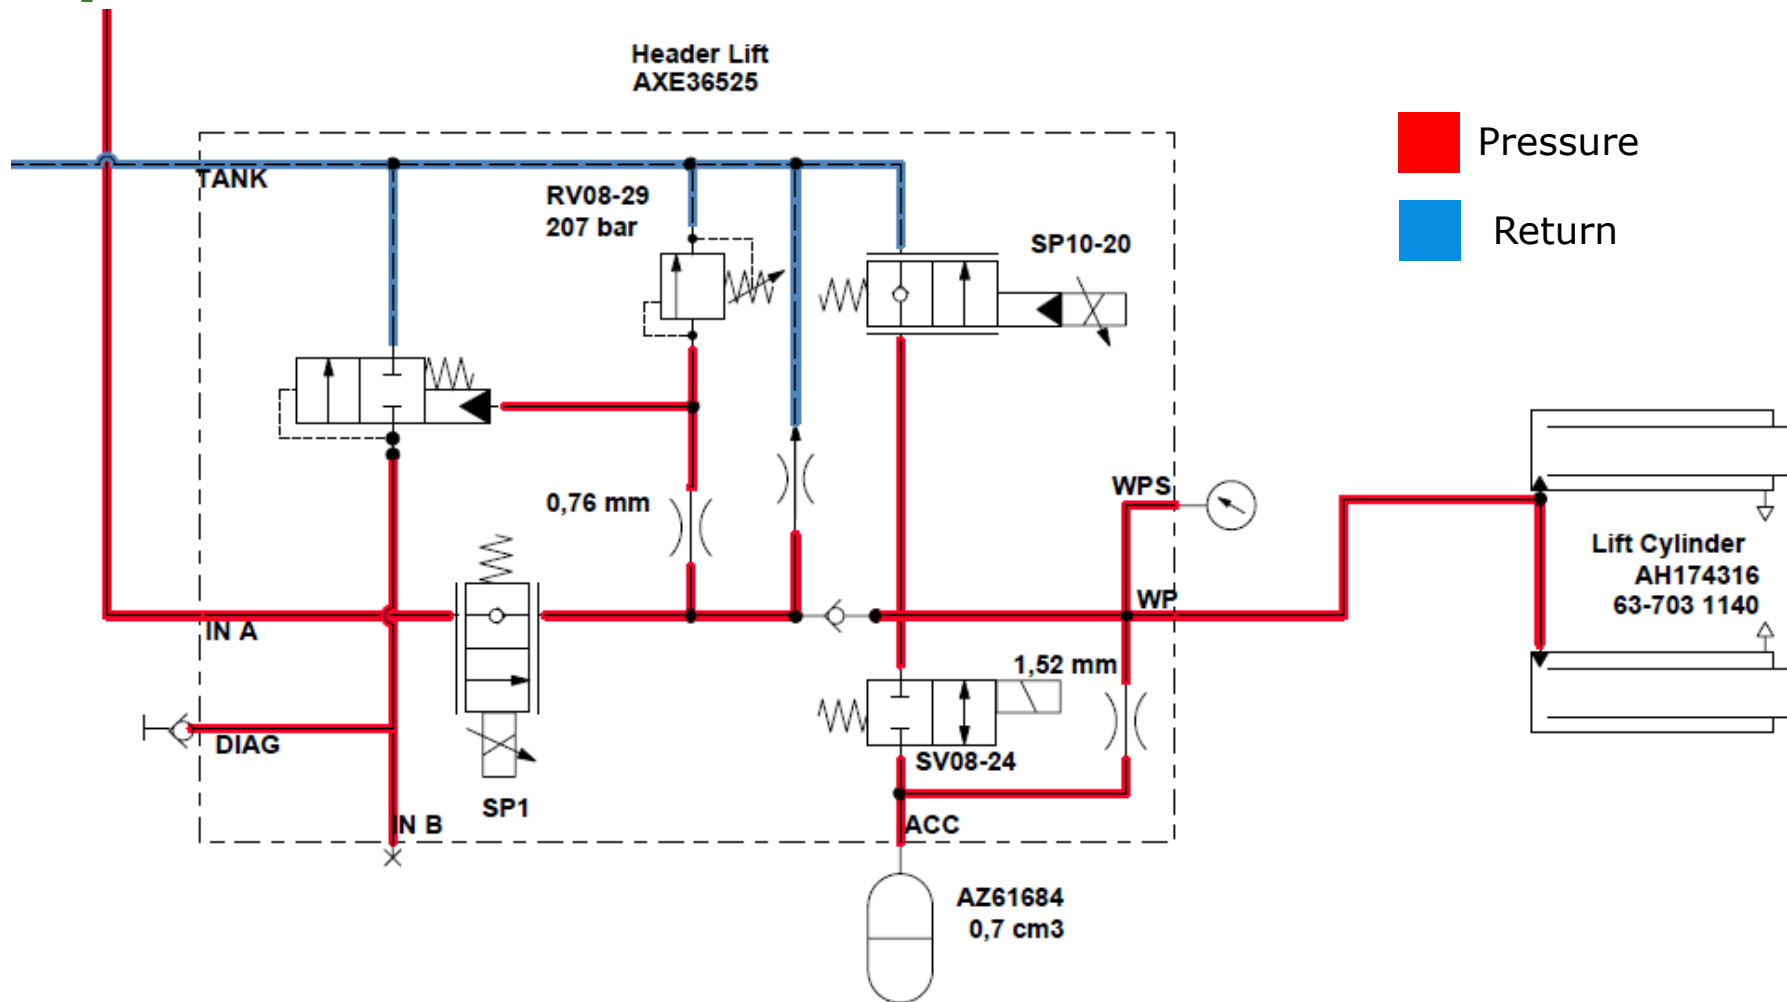 Header Lift
AXE36525
Pressure
Return
TANK
RV08-29
207 bar
SP10-20
0,76 mm
WPS
WP
Lift Cylinder
AH174316
63-703 1140
IN A
1,52 mm
DIAG
SV08-24
SP1
IN B
ACC
AZ61684
0,7 cm3